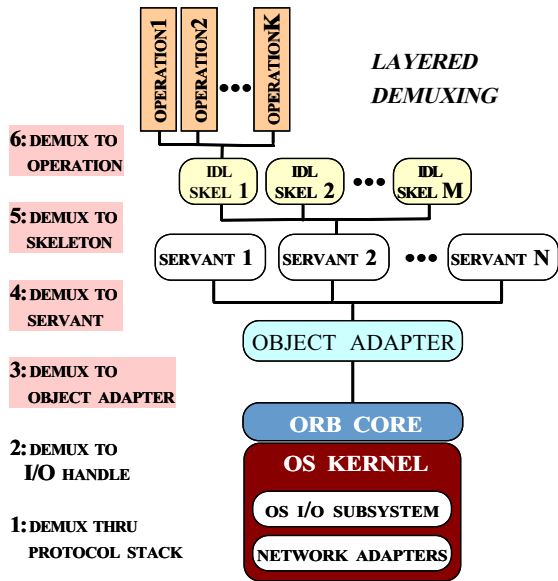 OPERATION1
OPERATION2
•••
OPERATIONK
LAYERED
DEMUXING
6: DEMUX TO
OPERATION
IDL
SKEL 1
IDL
SKEL 2
•••
IDL
SKEL M
5: DEMUX TO
SKELETON
SERVANT 1
SERVANT 2
•••
SERVANT N
4: DEMUX TO
SERVANT
OBJECT ADAPTER
3: DEMUX TO
OBJECT ADAPTER
ORB CORE
2: DEMUX TO
I/O HANDLE
OS KERNEL
OS I/O SUBSYSTEM
NETWORK ADAPTERS
1: DEMUX THRU
PROTOCOL STACK